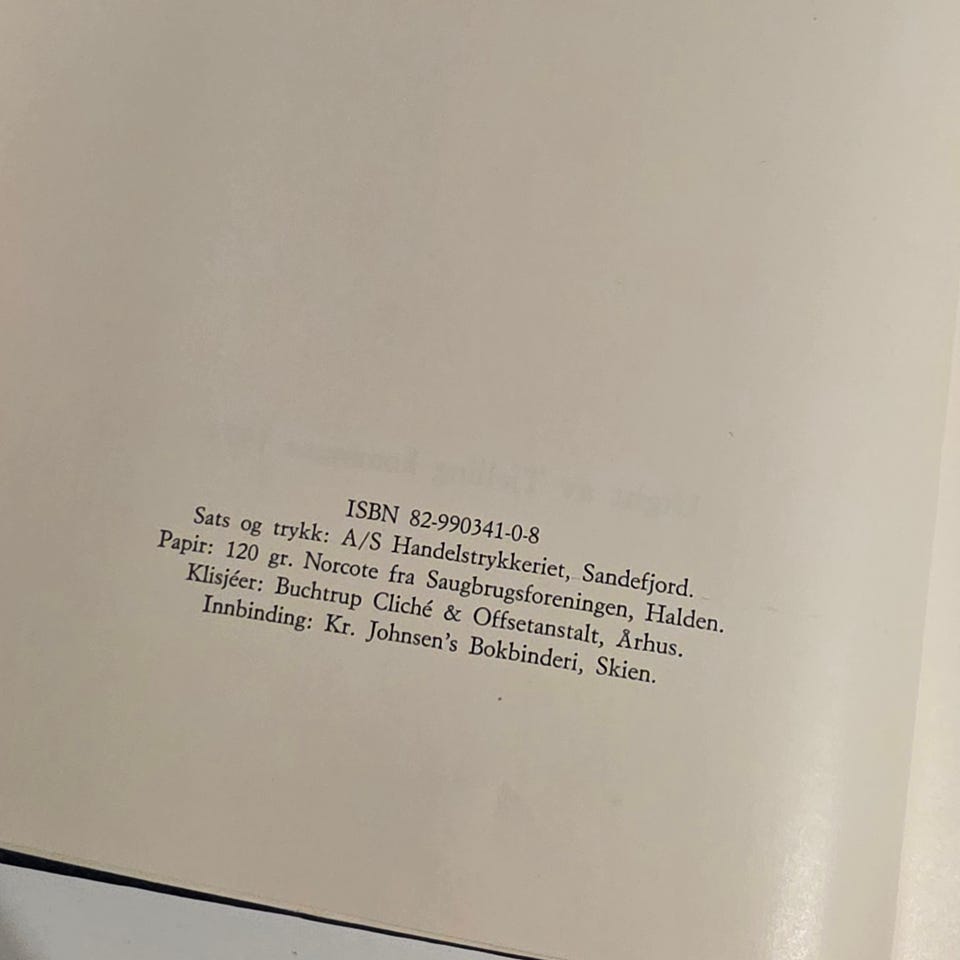 ISBN 82-990341-0-8
Sats og trykk: A/S Handelstrykkeriet, Sandefjord.
Papir: 120 gr. Norcote fra Saugbrugsforeningen, Halden.
Klisjéer: Buchtrup Cliché & Offsetanstalt, Århus.
Innbinding: Kr. Johnsen's Bokbinderi, Skien.